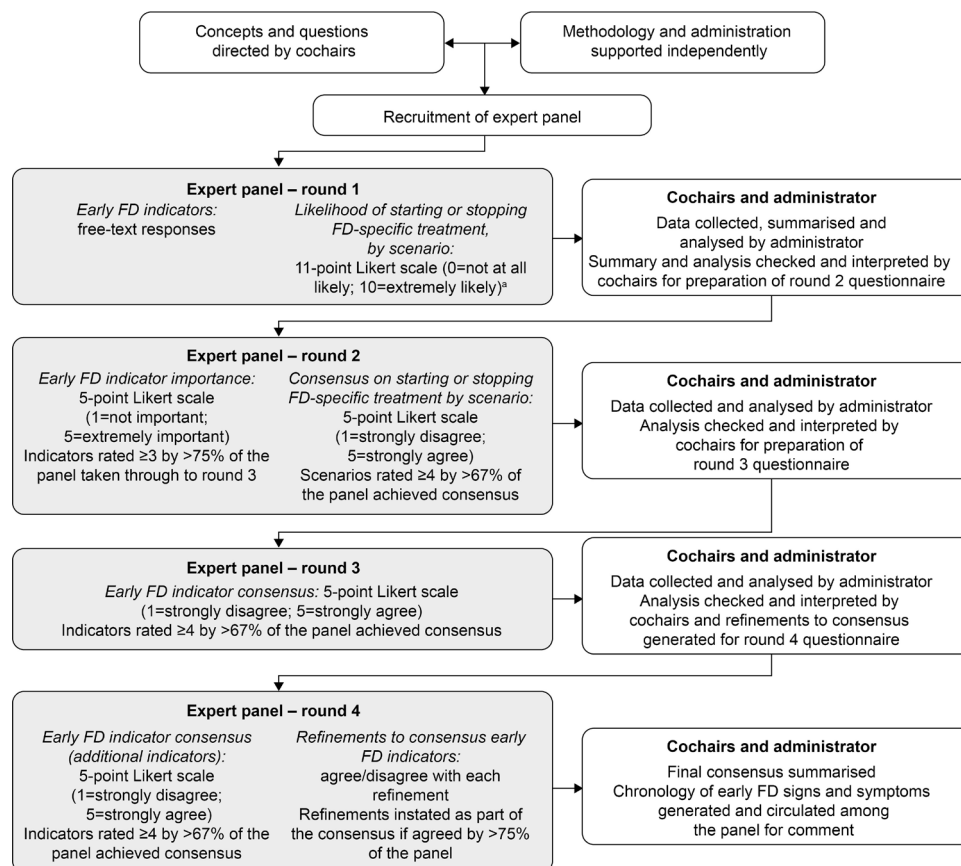 Concepts and questions
directed by cochairs
Methodology and administration
supported independently
Recruitment of expert panel
Expert panel – round 1
Early FD indicators:
free-text responses
Likelihood of starting or stopping
FD-specific treatment,
by scenario:
11-point Likert scale (0=not at all
likely; 10=extremely likely)ᵃ
Cochairs and administrator
Data collected, summarised and
analysed by administrator
Summary and analysis checked and interpreted by
cochairs for preparation of round 2 questionnaire
Expert panel – round 2
Early FD indicator importance:
5-point Likert scale
(1=not important;
5=extremely important)
Indicators rated ≥3 by >75% of the
panel taken through to round 3
Consensus on starting or stopping
FD-specific treatment by scenario:
5-point Likert scale
(1=strongly disagree;
5=strongly agree)
Scenarios rated ≥4 by >67% of
the panel achieved consensus
Cochairs and administrator
Data collected and analysed by administrator
Analysis checked and interpreted by
cochairs for preparation of
round 3 questionnaire
Expert panel – round 3
Early FD indicator consensus: 5-point Likert scale
(1=strongly disagree; 5=strongly agree)
Indicators rated ≥4 by >67% of the panel achieved consensus
Cochairs and administrator
Data collected and analysed by administrator
Analysis checked and interpreted by
cochairs and refinements to consensus
generated for round 4 questionnaire
Expert panel – round 4
Early FD indicator consensus
(additional indicators):
5-point Likert scale
(1=strongly disagree;
5=strongly agree)
Indicators rated ≥4 by >67% of the
panel achieved consensus
Refinements to consensus early
FD indicators:
agree/disagree with each
refinement
Refinements instated as part of
the consensus if agreed by >75%
of the panel
Cochairs and administrator
Final consensus summarised
Chronology of early FD signs and symptoms
generated and circulated among
the panel for comment